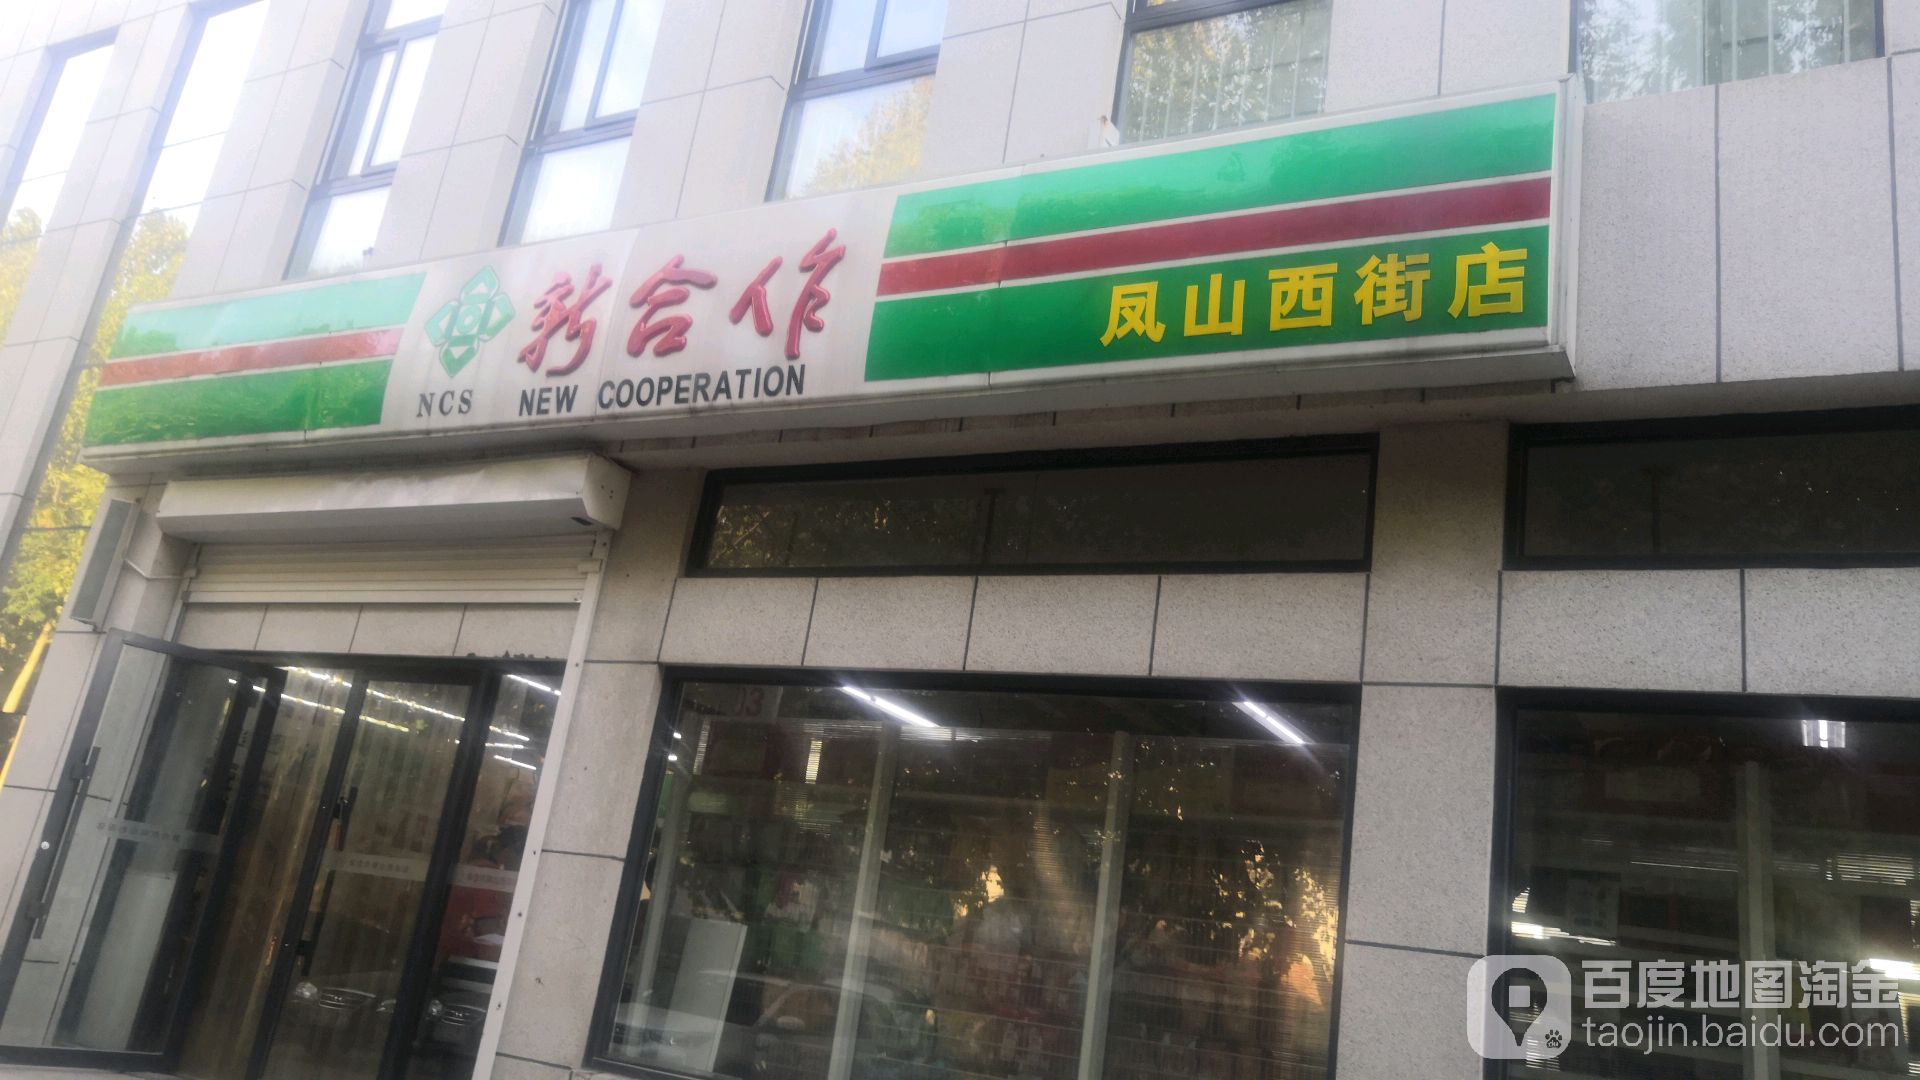 新合作
NCS NEW COOPERATION
凤山西街店
03
百度地图淘金
taojin.baidu.com